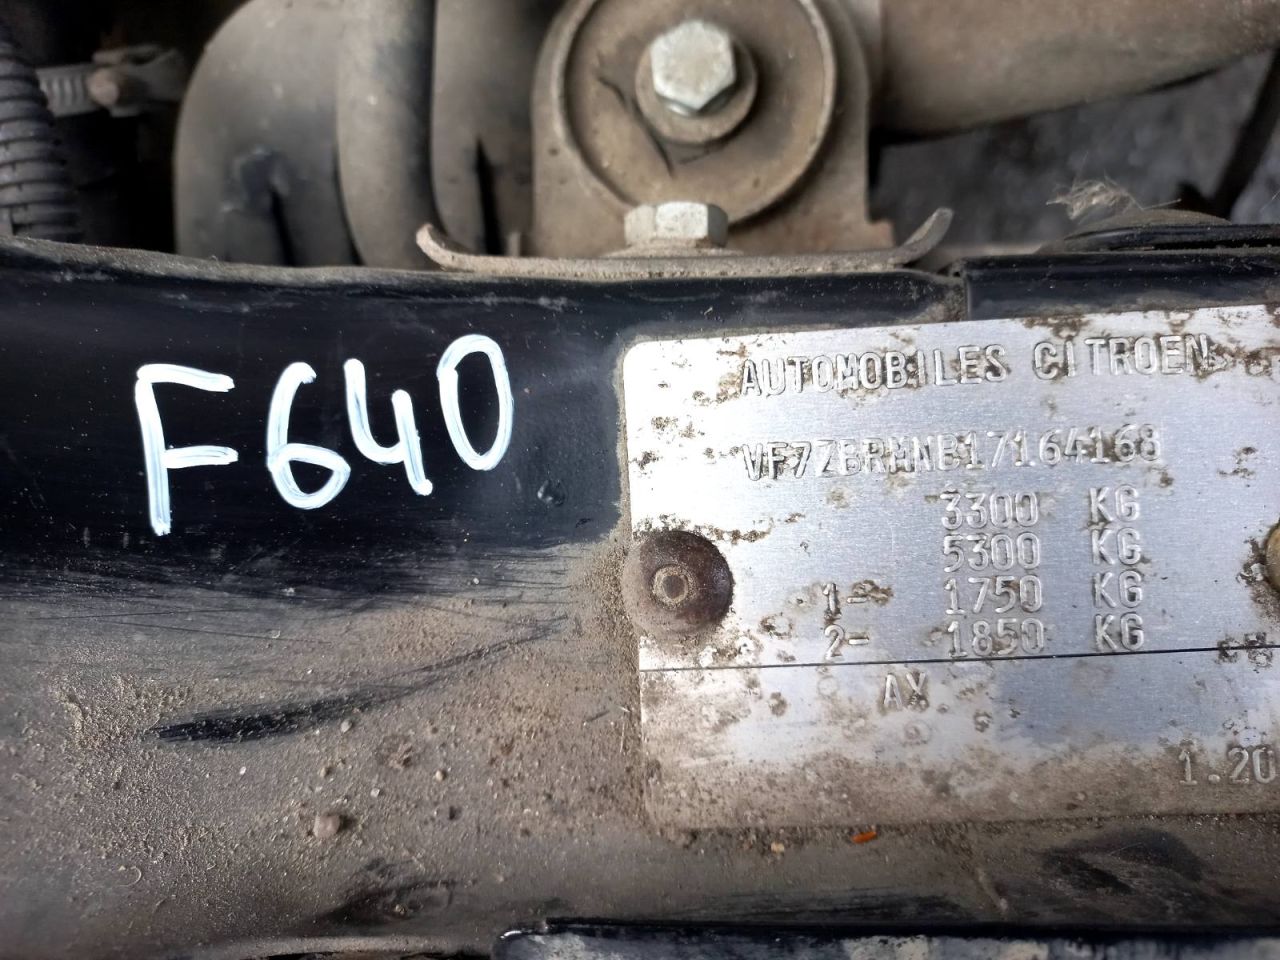 F640
AUTOMOBILES CITROEN
VF7ZBRMNB17164168
3300 KG
5300 KG
1- 1750 KG
2- 1850 KG
AX.
1.20